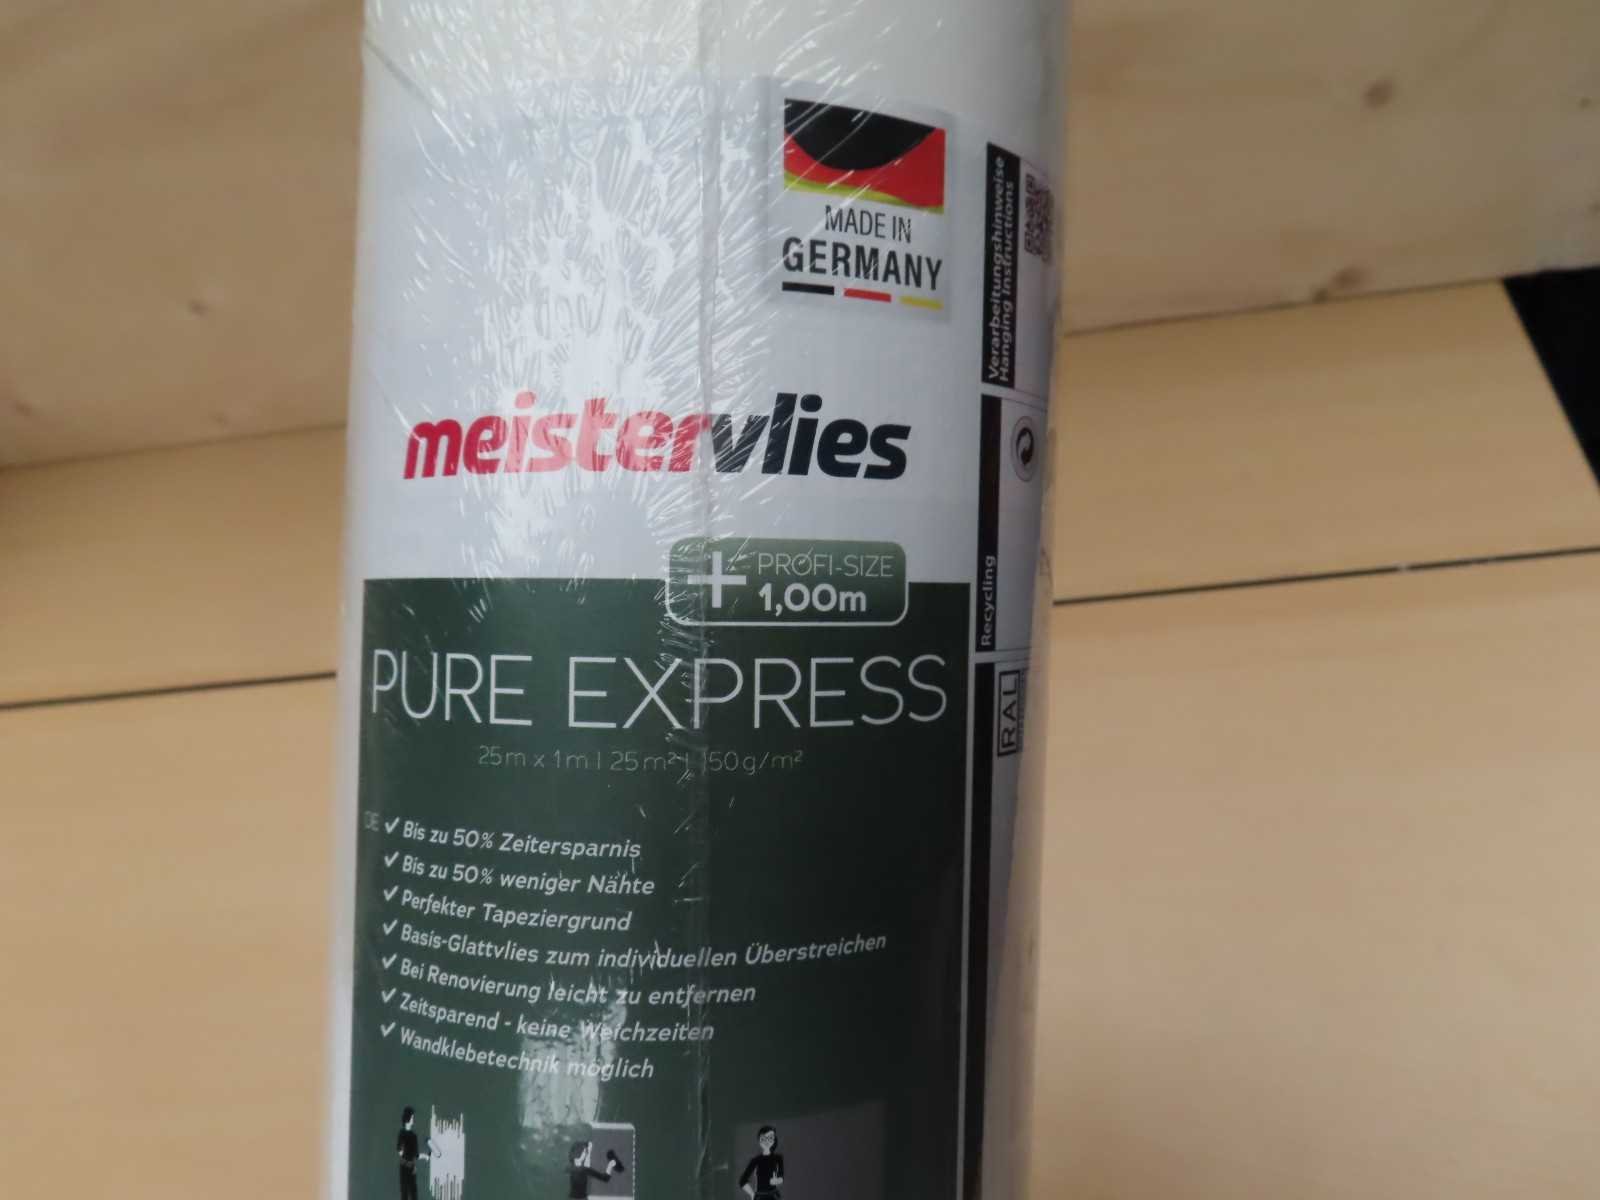 MADE IN
GERMANY
Verarbeitungshinweise
Hanging Instructions
meistervlies
PROFI-SIZE
1,00m
Recycling
PURE EXPRESS
RAL
25m x 1m | 25m² | 150g/m²
DE ✓ Bis zu 50% Zeitersparnis
✓ Bis zu 50% weniger Nähte
✓ Perfekter Tapeziergrund
✓ Basis-Glattvlies zum individuellen Überstreichen
✓ Bei Renovierung leicht zu entfernen
✓ Zeitsparend - keine Weichzeiten
✓ Wandklebetechnik möglich